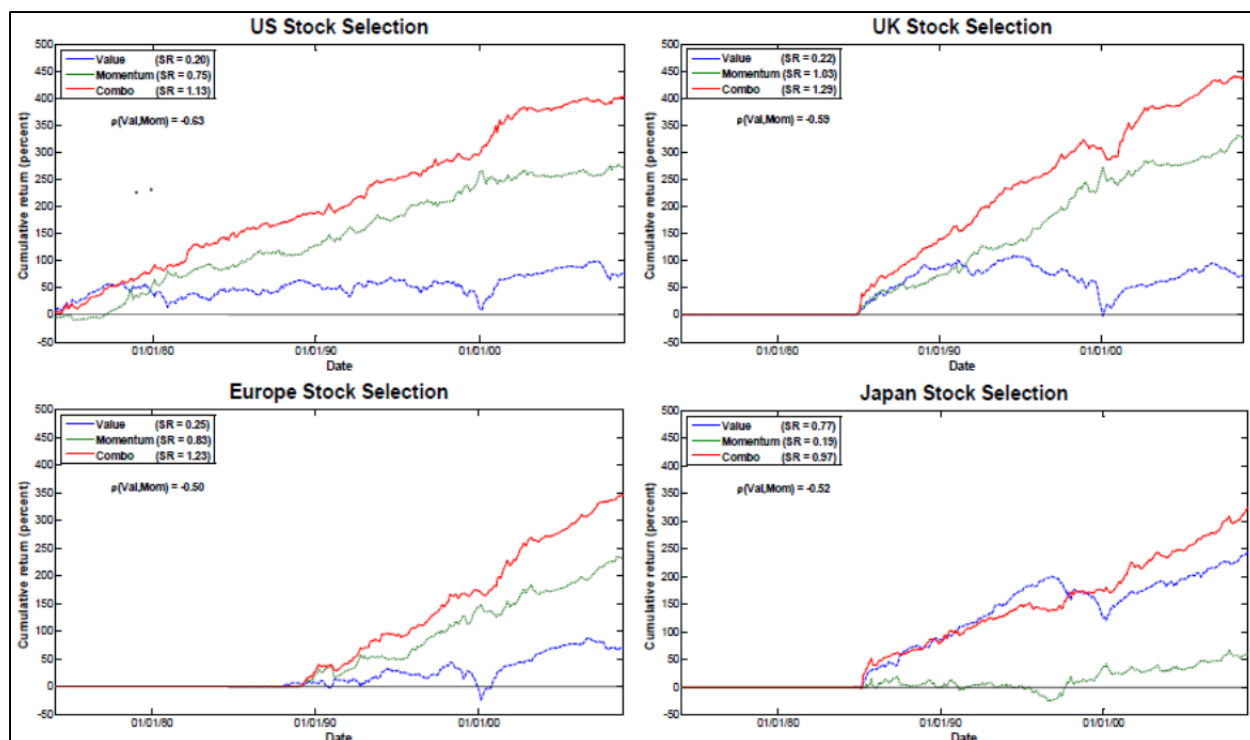 US Stock Selection
Cumulative return (percent)
500
450
400
350
300
250
200
150
100
50
0
-50
Value (SR = 0.20)
Momentum (SR = 0.75)
Combo (SR = 1.13)
ρ(Val,Mom) = -0.63
01/01/80
01/01/90
01/01/00
Date
UK Stock Selection
Cumulative return (percent)
500
450
400
350
300
250
200
150
100
50
0
-50
Value (SR = 0.22)
Momentum (SR = 1.03)
Combo (SR = 1.29)
ρ(Val,Mom) = -0.59
01/01/80
01/01/90
01/01/00
Date
Europe Stock Selection
Cumulative return (percent)
500
450
400
350
300
250
200
150
100
50
0
-50
Value (SR = 0.25)
Momentum (SR = 0.83)
Combo (SR = 1.23)
ρ(Val,Mom) = -0.50
01/01/80
01/01/90
01/01/00
Date
Japan Stock Selection
Cumulative return (percent)
500
450
400
350
300
250
200
150
100
50
0
-50
Value (SR = 0.77)
Momentum (SR = 0.19)
Combo (SR = 0.97)
ρ(Val,Mom) = -0.52
01/01/80
01/01/90
01/01/00
Date